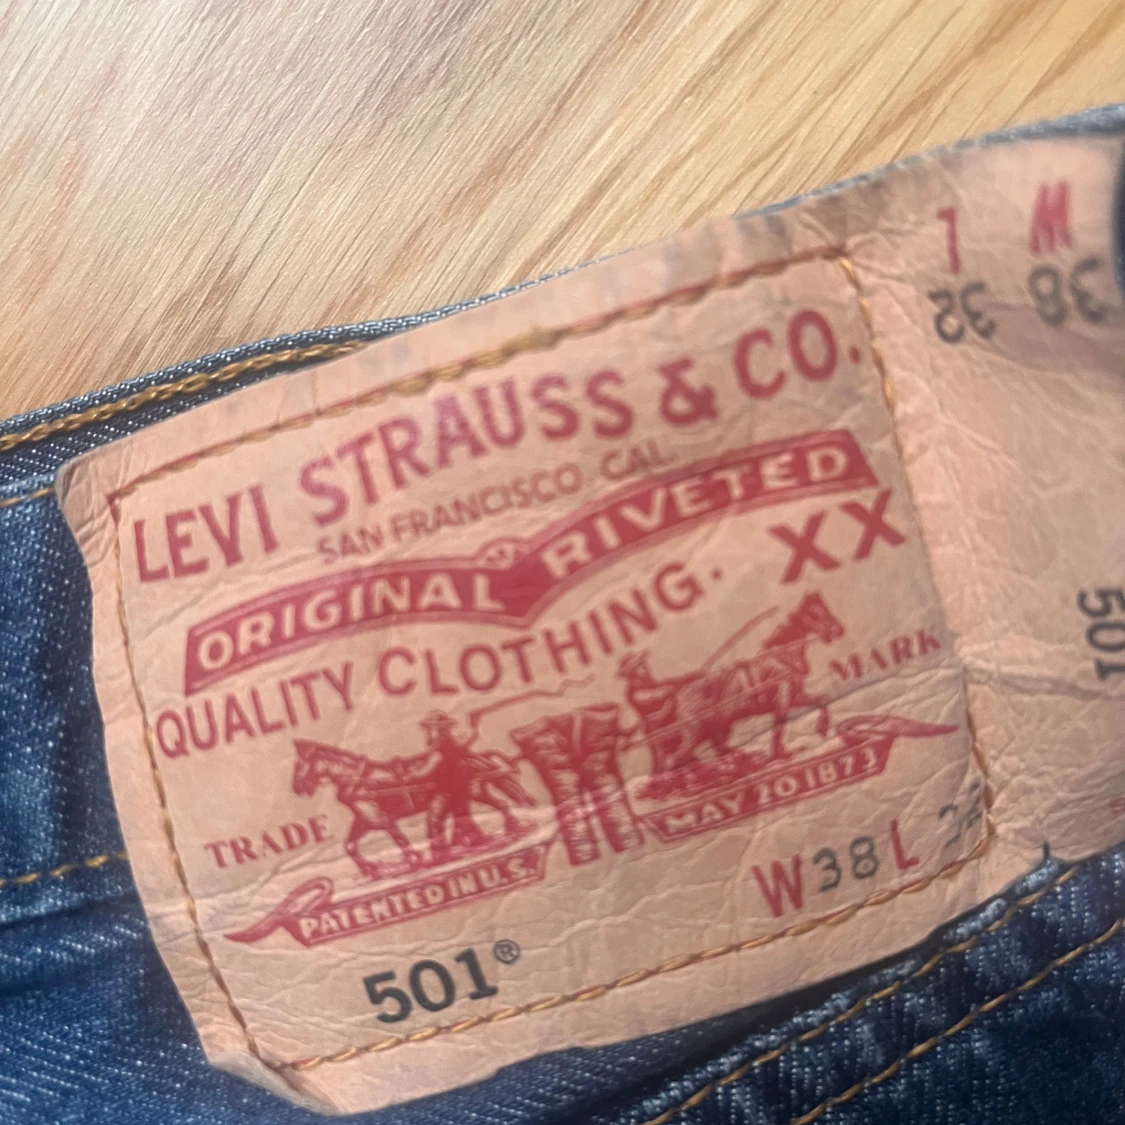 LEVI STRAUSS & CO.
SAN FRANCISCO CAL.
ORIGINAL RIVETED
QUALITY CLOTHING. XX
TRADE MARK
PATENTED IN U.S. MAY 20 1873
W38 L
501®
L W
32 38
501